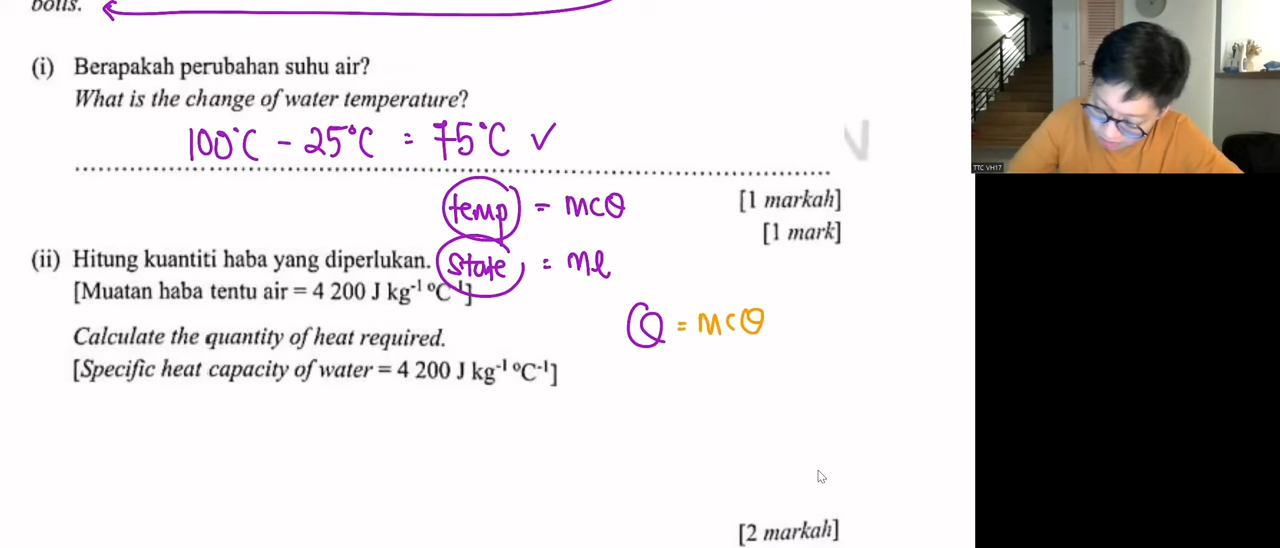 boils.
(i) Berapakah perubahan suhu air?
What is the change of water temperature?
100°C - 25°C = 75°C ✓
[1 markah]
temp = mcθ
[1 mark]
(ii) Hitung kuantiti haba yang diperlukan.
state = ml
[Muatan haba tentu air = 4 200 J kg⁻¹ °C⁻¹]
Q = mcθ
Calculate the quantity of heat required.
[Specific heat capacity of water = 4 200 J kg⁻¹ °C⁻¹]
[2 markah]
TTC VH17